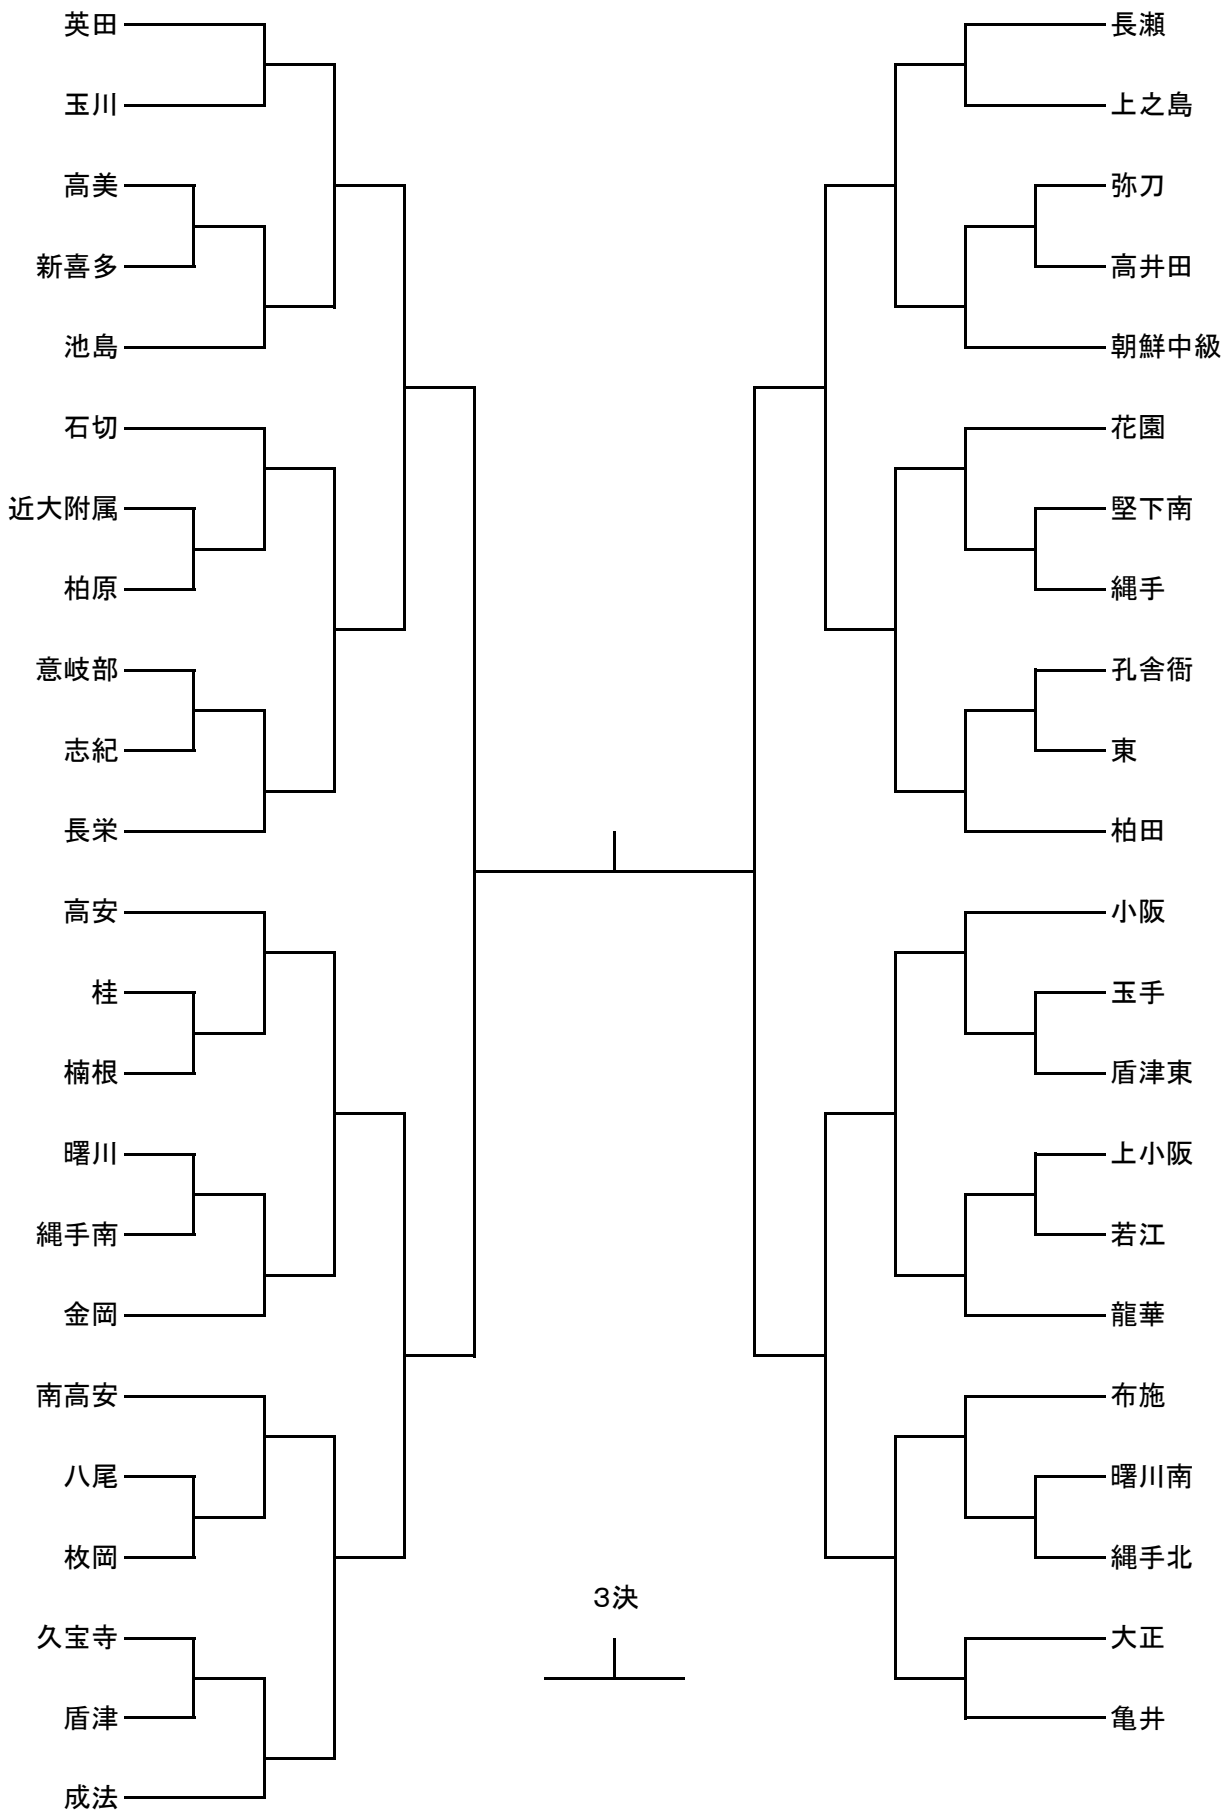 英田
玉川
高美
新喜多
池島
石切
近大附属
柏原
意岐部
志紀
長栄
高安
桂
楠根
曙川
縄手南
金岡
南高安
八尾
枚岡
久宝寺
盾津
成法
3決
長瀬
上之島
弥刀
高井田
朝鮮中級
花園
堅下南
縄手
孔舎衙
東
柏田
小阪
玉手
盾津東
上小阪
若江
龍華
布施
曙川南
縄手北
大正
亀井